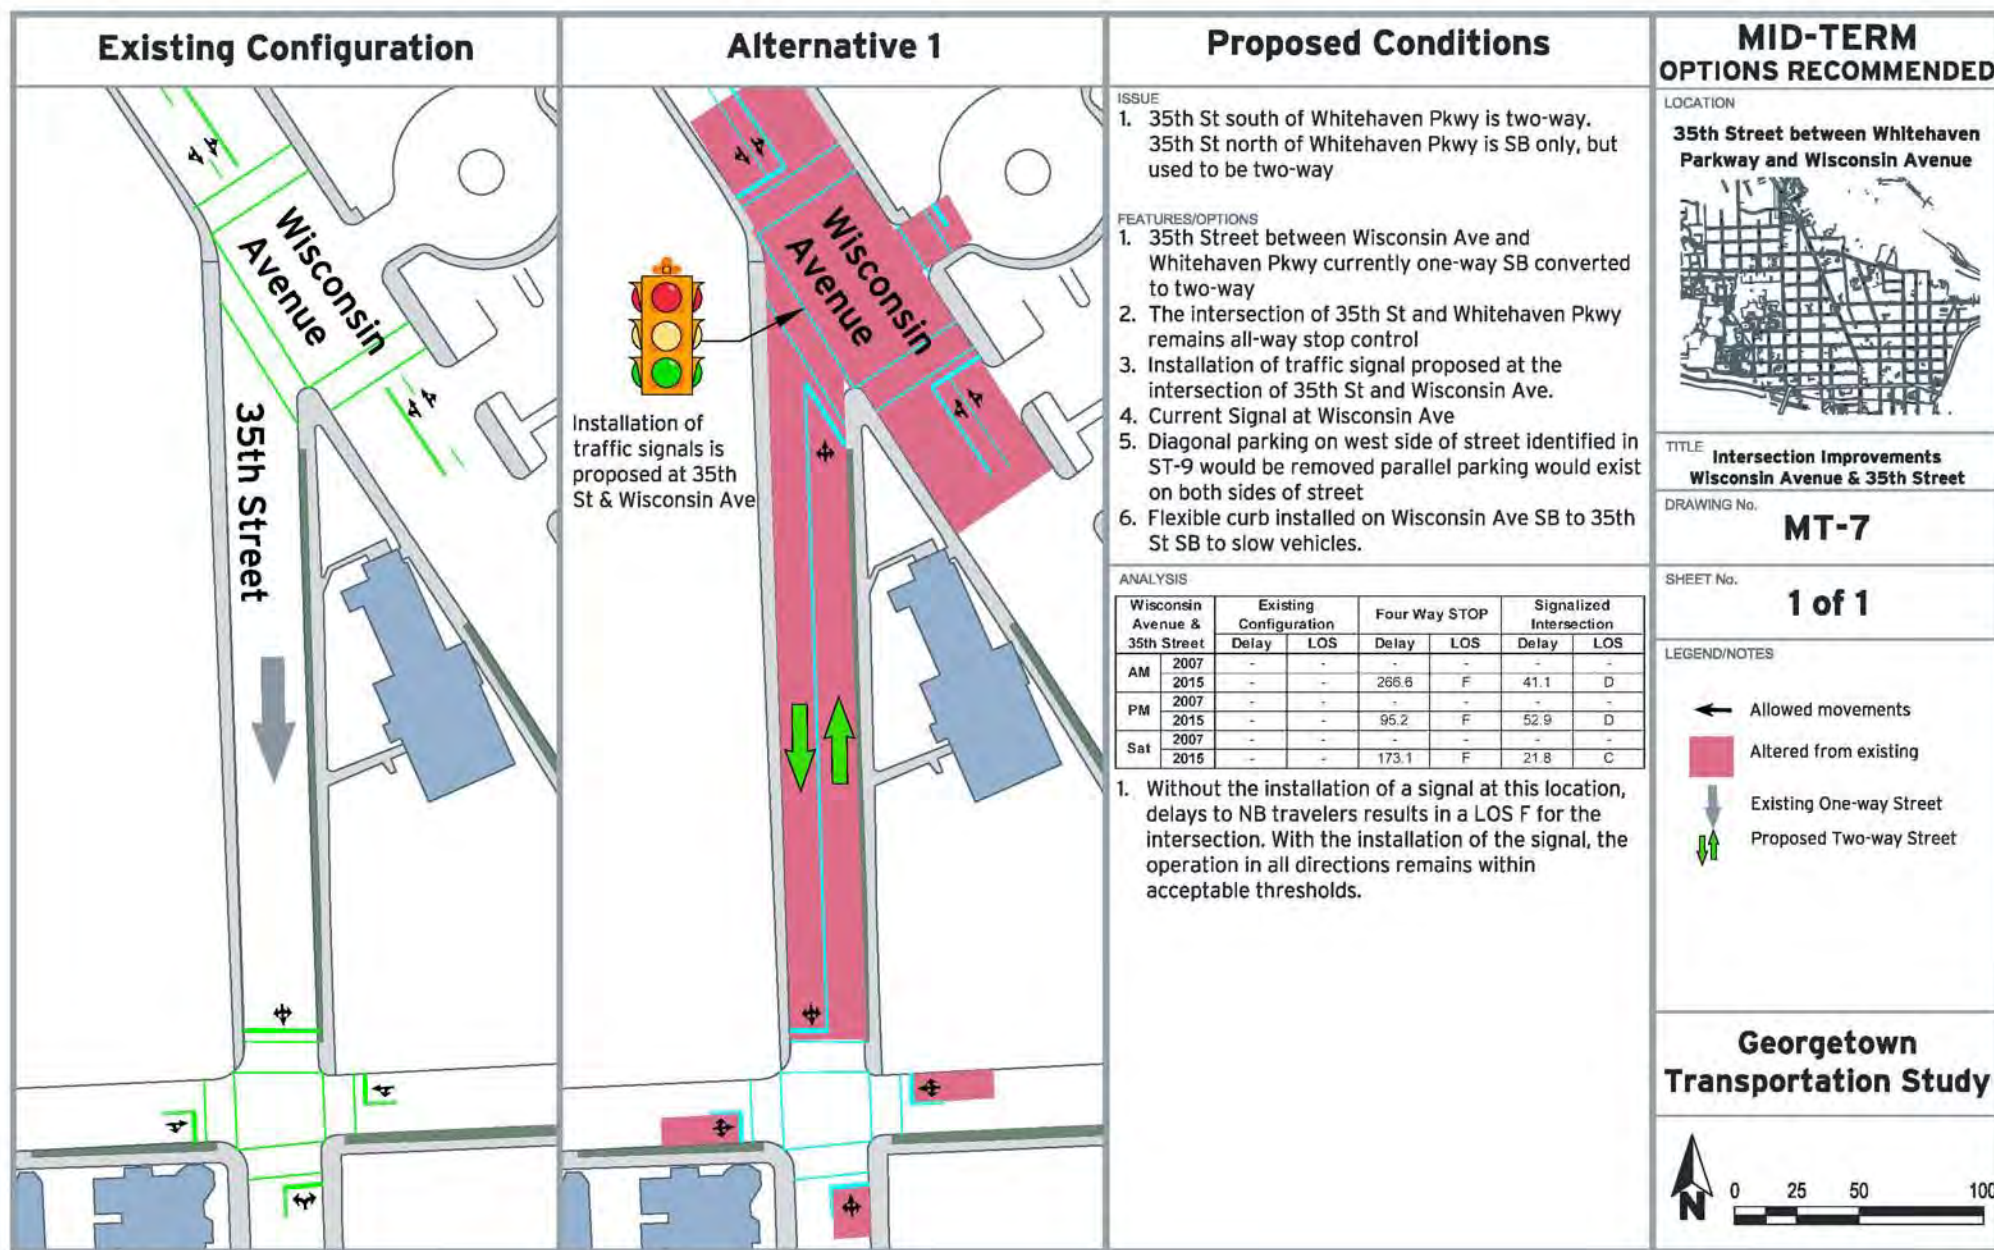 Existing Configuration
Wisconsin
Avenue
35th Street
Alternative 1
Wisconsin
Avenue
Installation of
traffic signals is
proposed at 35th
St & Wisconsin Ave
Proposed Conditions
ISSUE
1. 35th St south of Whitehaven Pkwy is two-way.
35th St north of Whitehaven Pkwy is SB only, but
used to be two-way
FEATURES/OPTIONS
1. 35th Street between Wisconsin Ave and
Whitehaven Pkwy currently one-way SB converted
to two-way
2. The intersection of 35th St and Whitehaven Pkwy
remains all-way stop control
3. Installation of traffic signal proposed at the
intersection of 35th St and Wisconsin Ave.
4. Current Signal at Wisconsin Ave
5. Diagonal parking on west side of street identified in
ST-9 would be removed parallel parking would exist
on both sides of street
6. Flexible curb installed on Wisconsin Ave SB to 35th
St SB to slow vehicles.
ANALYSIS
Wisconsin Avenue & 35th Street Existing Configuration Four Way STOP Signalized Intersection
Delay LOS Delay LOS Delay LOS
AM 2007 - - - - - -
2015 - - 266.6 F 41.1 D
PM 2007 - - - - - -
2015 - - 95.2 F 52.9 D
Sat 2007 - - - - - -
2015 - - 173.1 F 21.8 C
1. Without the installation of a signal at this location,
delays to NB travelers results in a LOS F for the
intersection. With the installation of the signal, the
operation in all directions remains within
acceptable thresholds.
MID-TERM
OPTIONS RECOMMENDED
LOCATION
35th Street between Whitehaven
Parkway and Wisconsin Avenue
TITLE
Intersection Improvements
Wisconsin Avenue & 35th Street
DRAWING No.
MT-7
SHEET No.
1 of 1
LEGEND/NOTES
Allowed movements
Altered from existing
Existing One-way Street
Proposed Two-way Street
Georgetown
Transportation Study
N
0 25 50 100